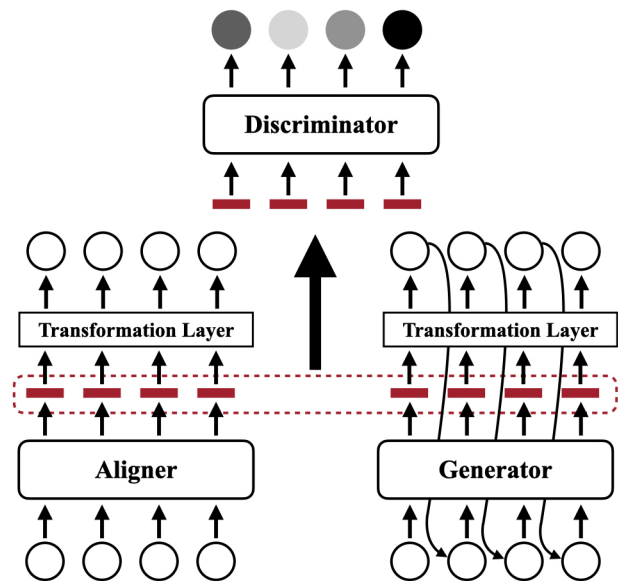 Discriminator
Transformation Layer
Transformation Layer
Aligner
Generator